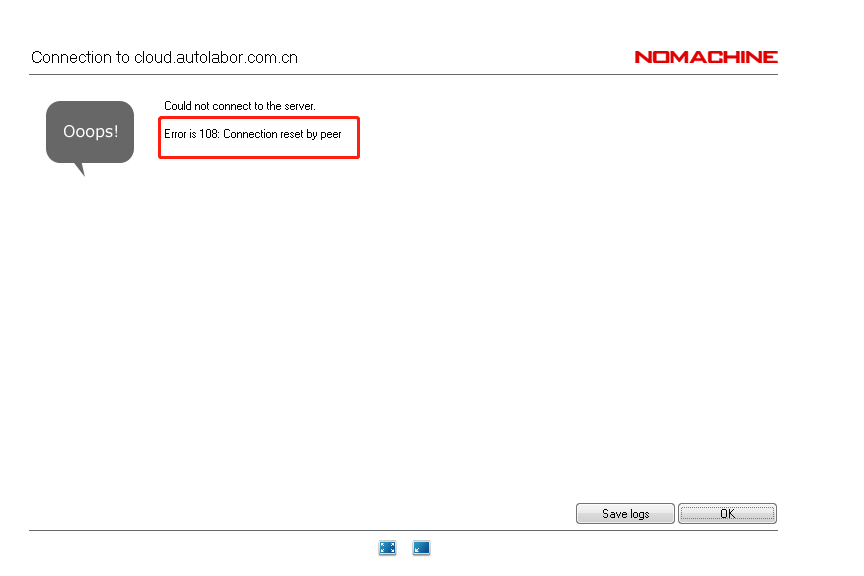 Connection to cloud.autolabor.com.cn
NOMACHINE
Ooops!
Could not connect to the server.
Error is 108: Connection reset by peer
Save logs
OK